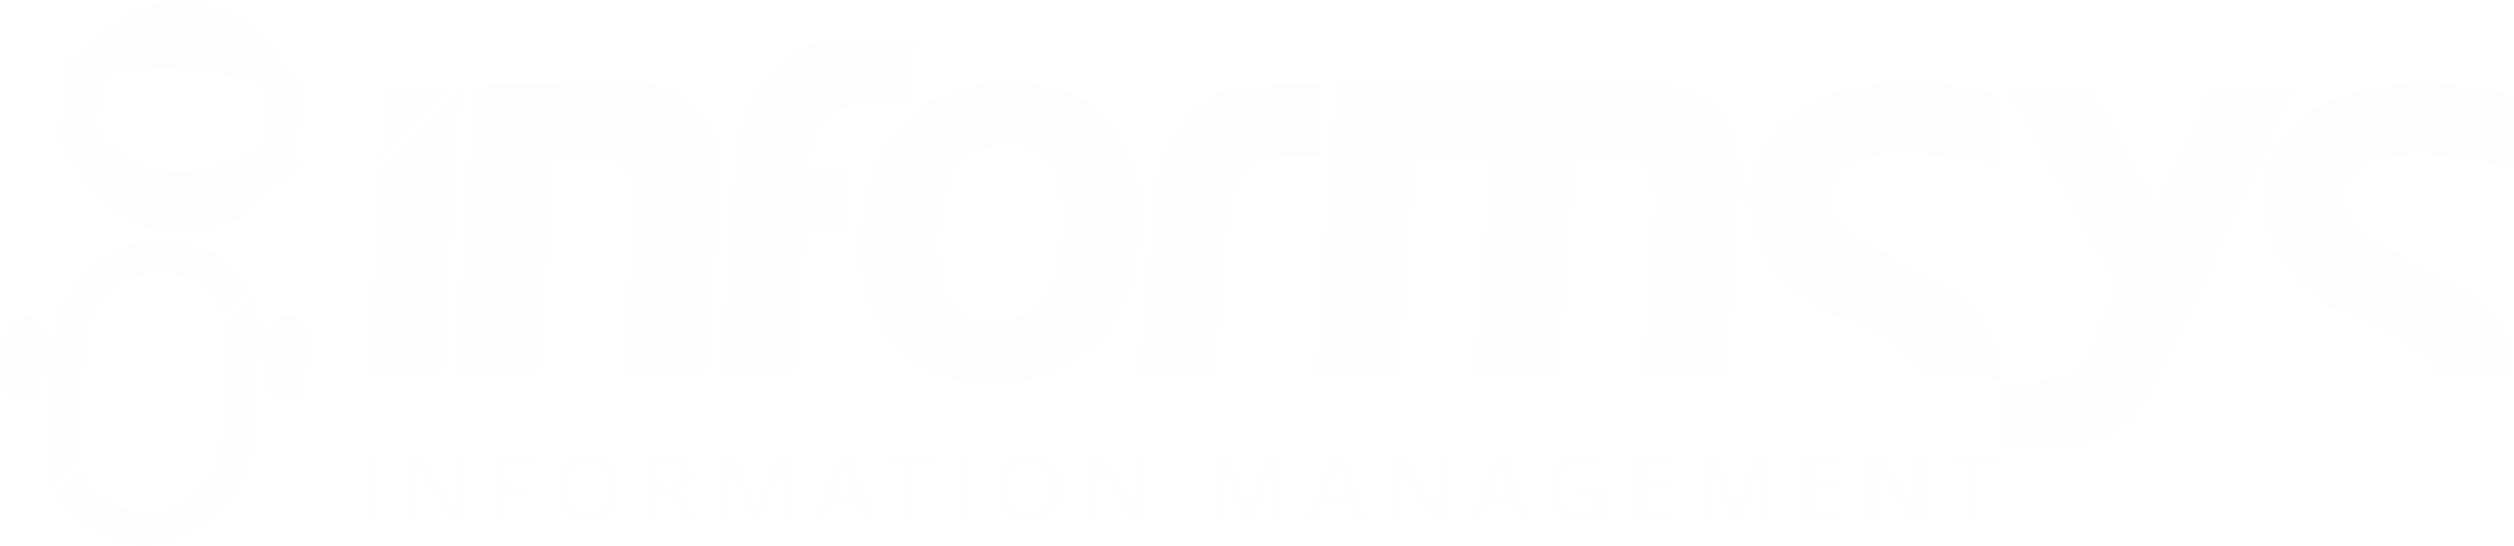 informsys
INFORMATION MANAGEMENT